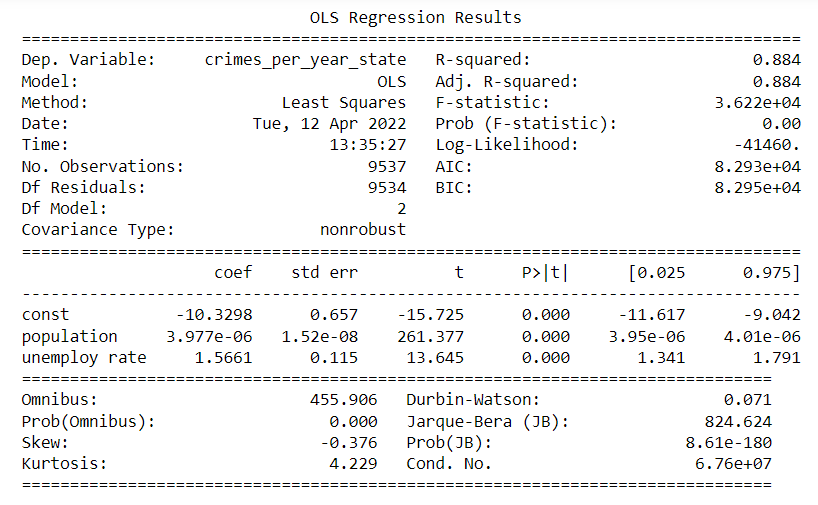 OLS Regression Results
==============================================================================
Dep. Variable: crimes_per_year_state R-squared: 0.884
Model: OLS Adj. R-squared: 0.884
Method: Least Squares F-statistic: 3.622e+04
Date: Tue, 12 Apr 2022 Prob (F-statistic): 0.00
Time: 13:35:27 Log-Likelihood: -41460.
No. Observations: 9537 AIC: 8.293e+04
Df Residuals: 9534 BIC: 8.295e+04
Df Model: 2
Covariance Type: nonrobust
==============================================================================
coef std err t P>|t| [0.025 0.975]
------------------------------------------------------------------------------
const -10.3298 0.657 -15.725 0.000 -11.617 -9.042
population 3.977e-06 1.52e-08 261.377 0.000 3.95e-06 4.01e-06
unemploy rate 1.5661 0.115 13.645 0.000 1.341 1.791
===========================================================================
Omnibus: 455.906 Durbin-Watson: 0.071
Prob(Omnibus): 0.000 Jarque-Bera (JB): 824.624
Skew: -0.376 Prob(JB): 8.61e-180
Kurtosis: 4.229 Cond. No. 6.76e+07
===========================================================================